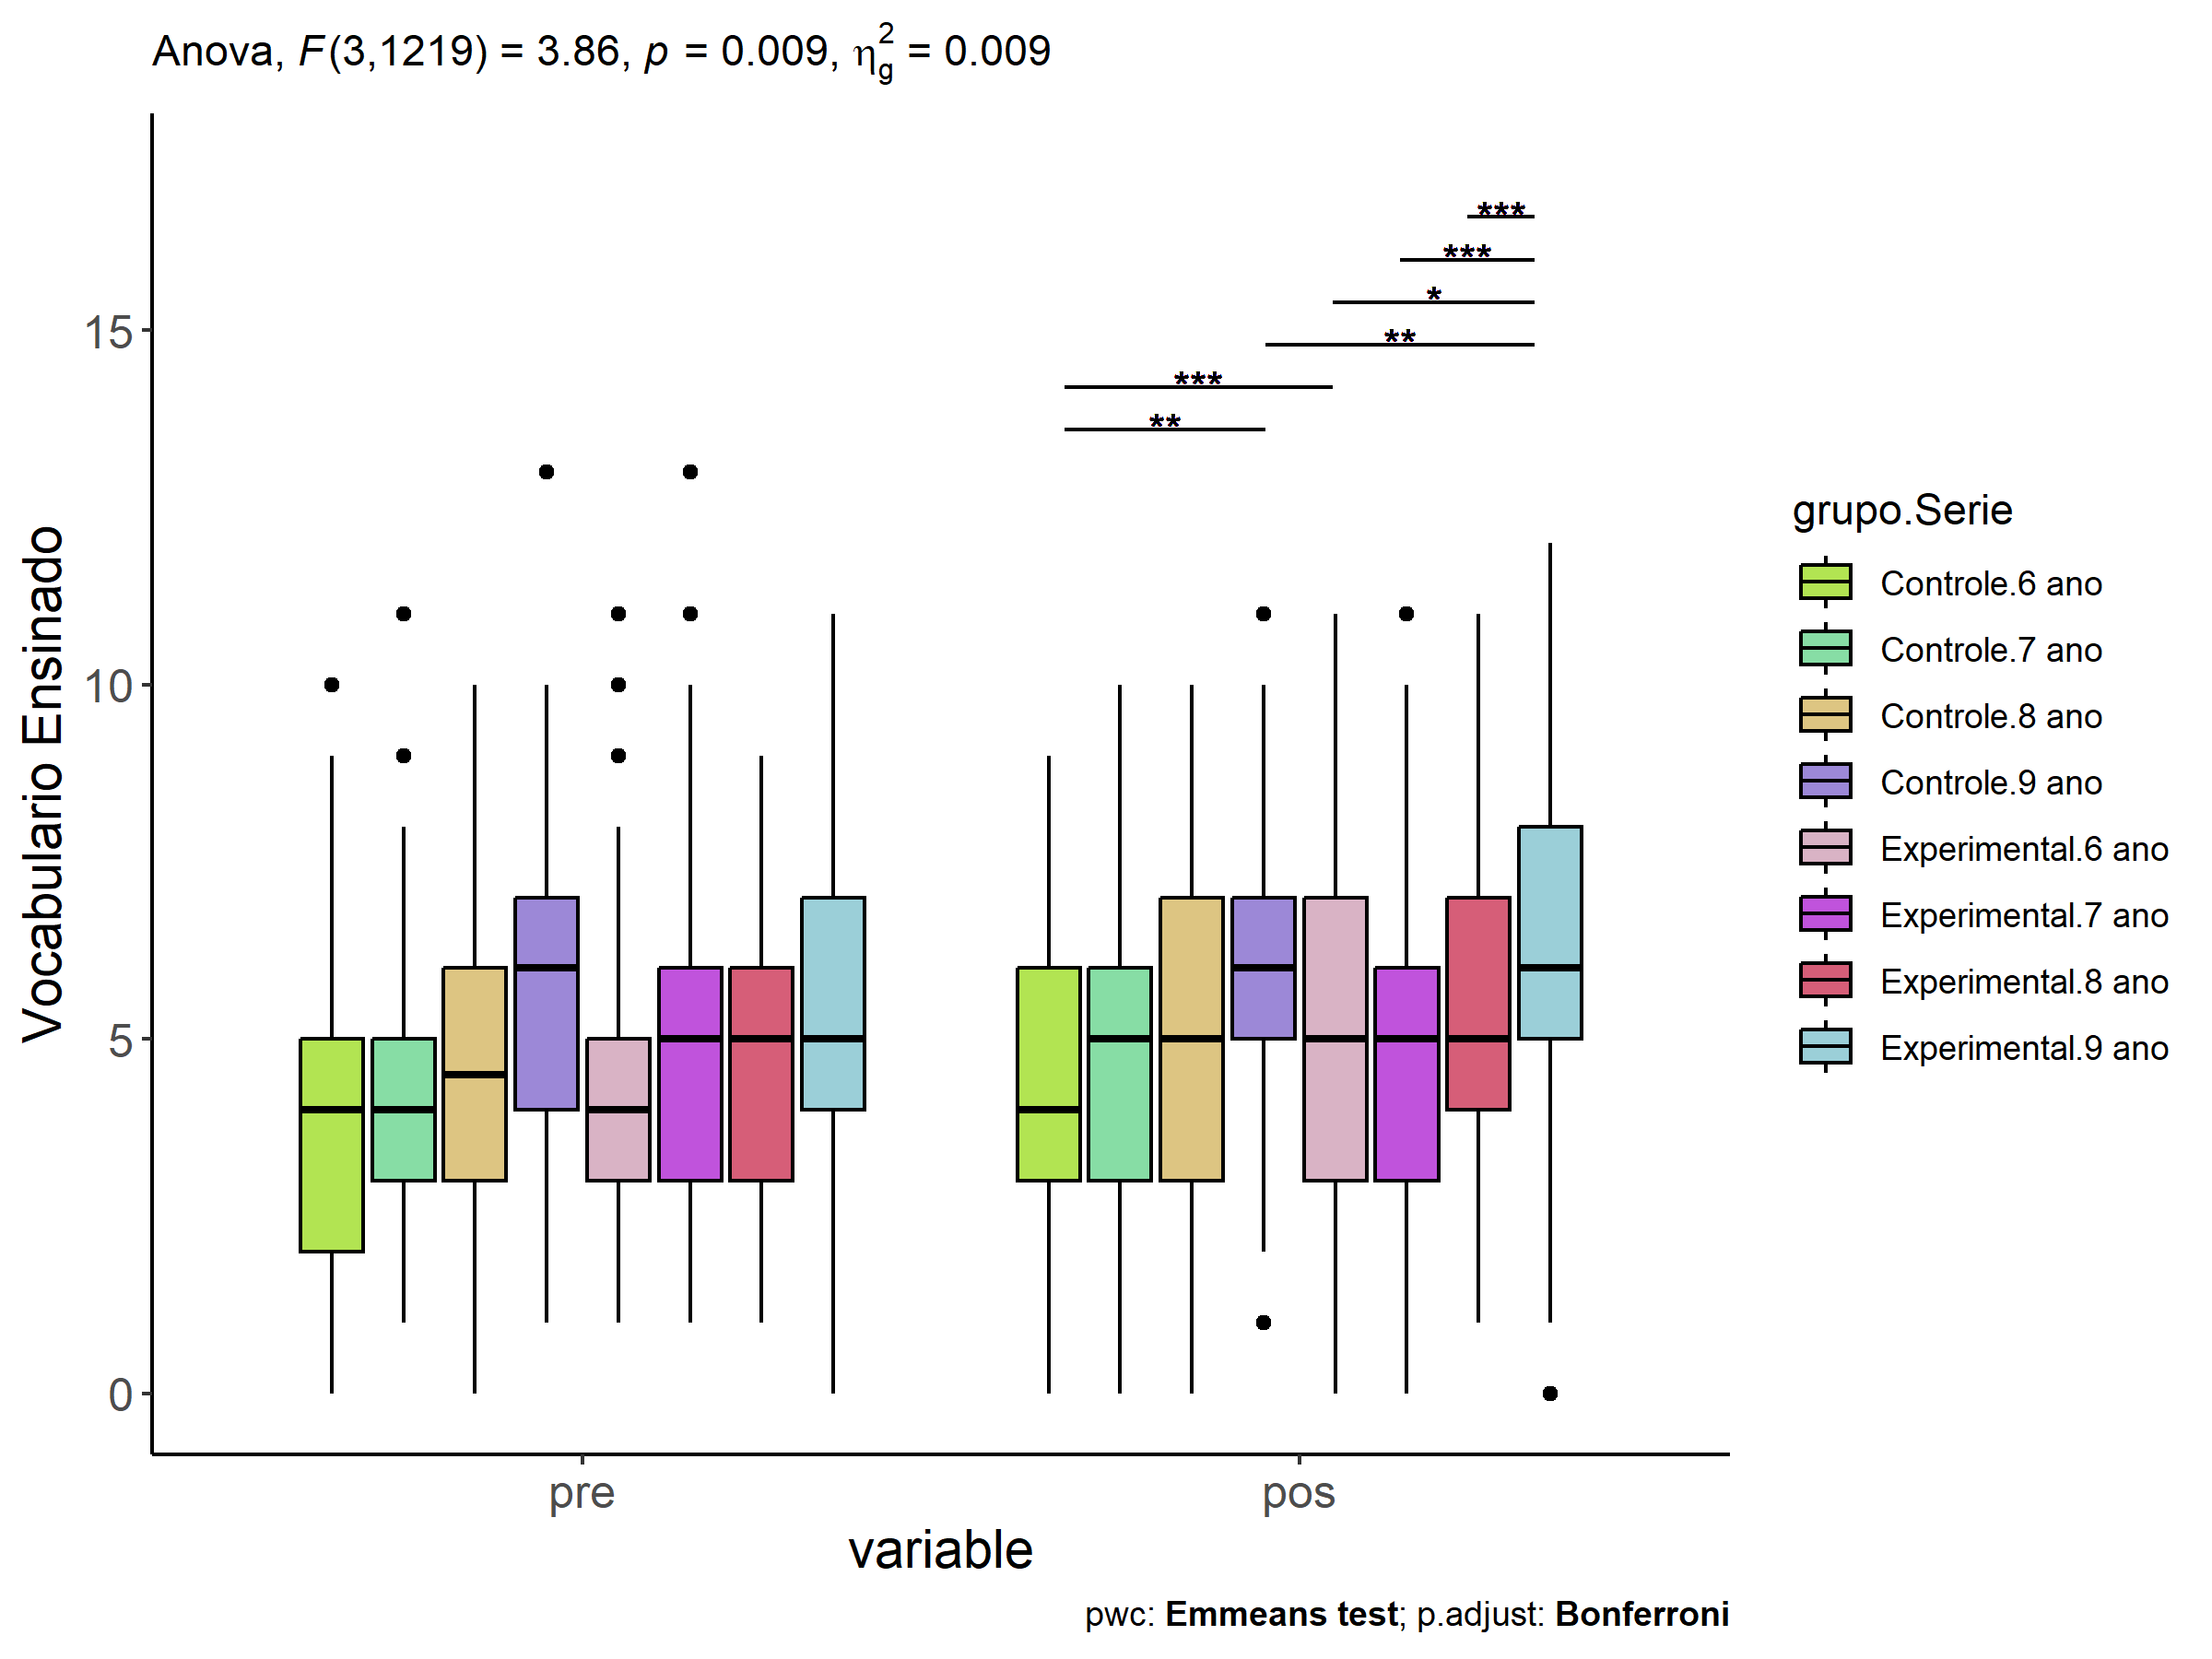 Anova, F(3,1219) = 3.86, p = 0.009, η²g = 0.009
Vocabulario Ensinado
15
10
5
0
***
***
*
**
***
**
pre
pos
variable
grupo.Serie
Controle.6 ano
Controle.7 ano
Controle.8 ano
Controle.9 ano
Experimental.6 ano
Experimental.7 ano
Experimental.8 ano
Experimental.9 ano
pwc: Emmeans test; p.adjust: Bonferroni